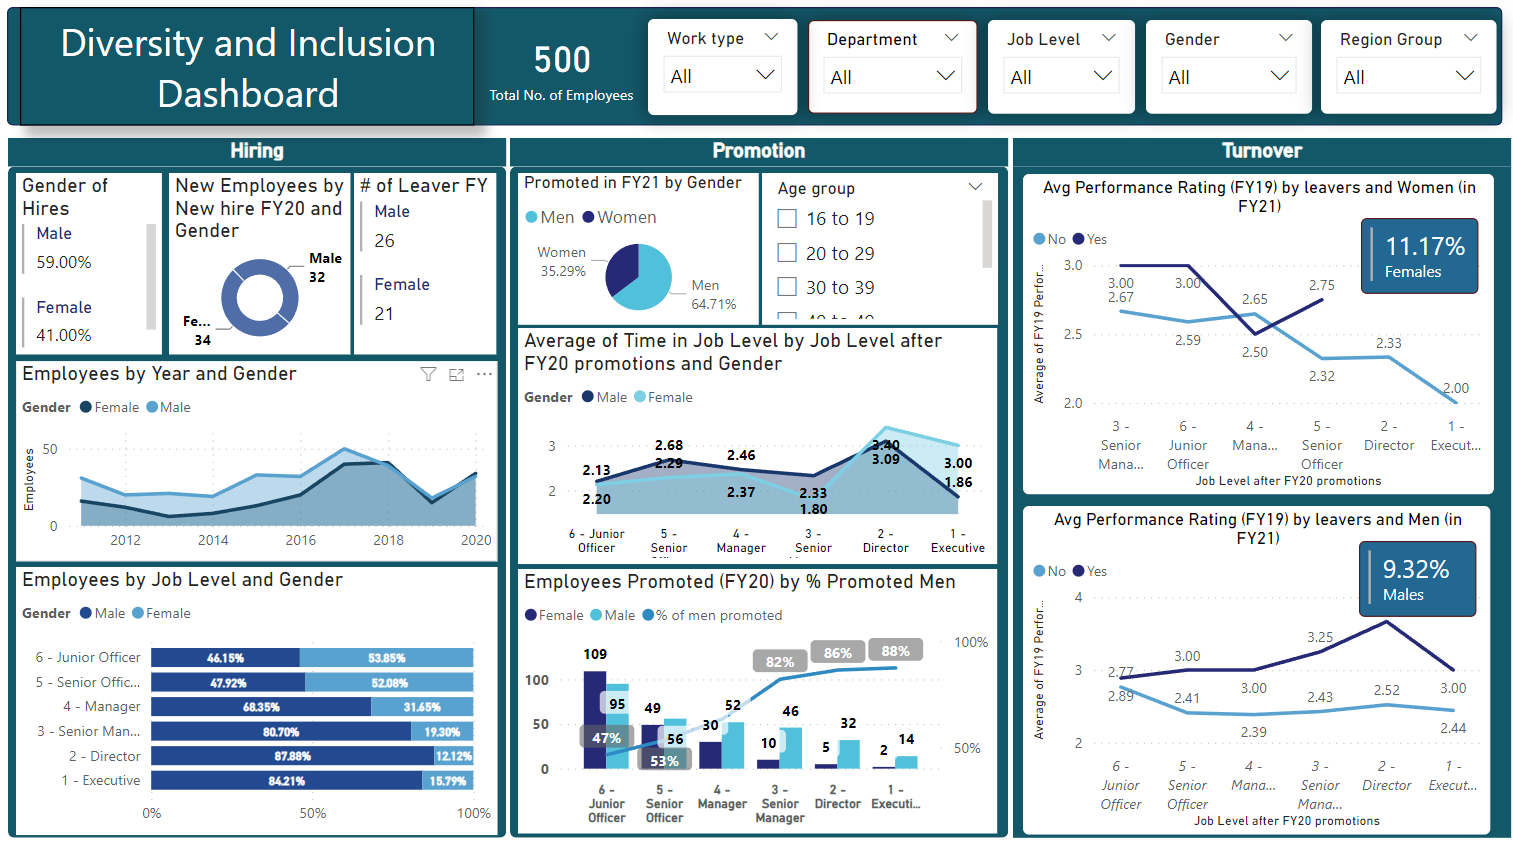 Diversity and Inclusion
Dashboard
500
Total No. of Employees
Work type
All
Department
All
Job Level
All
Gender
All
Region Group
All
Hiring
Gender of
Hires
Male
59.00%
Female
41.00%
New Employees by
New hire FY20 and
Gender
Male
32
Fe...
34
# of Leaver FY
Male
26
Female
21
Employees by Year and Gender
Gender Female Male
Employees
50
0
2012 2014 2016 2018 2020
Employees by Job Level and Gender
Gender Male Female
6 - Junior Officer 46.15% 53.85%
5 - Senior Offic... 47.92% 52.08%
4 - Manager 68.35% 31.65%
3 - Senior Man... 80.70% 19.30%
2 - Director 87.88% 12.12%
1 - Executive 84.21% 15.79%
0% 50% 100%
Promotion
Promoted in FY21 by Gender
Men Women
Women
35.29%
Men
64.71%
Age group
16 to 19
20 to 29
30 to 39
Average of Time in Job Level by Job Level after
FY20 promotions and Gender
Gender Male Female
3
2
2.13 2.68 2.46 2.33 3.40 3.00
2.20 2.29 2.37 1.80 3.09 1.86
6 - Junior
Officer
5 -
Senior
4 -
Manager
3 -
Senior
2 -
Director
1 -
Executive
Employees Promoted (FY20) by % Promoted Men
Female Male % of men promoted
100
50
0
100%
50%
109 95 47%
49 56 53%
30 52
10 46 82%
5 32 86%
2 14 88%
6 -
Junior
Officer
5 -
Senior
Officer
4 -
Manager
3 -
Senior
Manager
2 -
Director
1 -
Executi...
Turnover
Avg Performance Rating (FY19) by leavers and Women (in
FY21)
No Yes
11.17%
Females
Average of FY19 Perfor...
3.0
2.5
2.0
3.00 3.00 2.65 2.75 2.33 2.00
2.67 2.59 2.50 2.32
3 -
Senior
Mana...
6 -
Junior
Officer
4 -
Mana...
5 -
Senior
Officer
2 -
Director
1 -
Execut...
Job Level after FY20 promotions
Avg Performance Rating (FY19) by leavers and Men (in
FY21)
No Yes
9.32%
Males
Average of FY19 Perfor...
4
3
2
2.77 3.00 3.00 3.25 2.52 3.00
2.89 2.41 2.39 2.43 2.44
6 -
Junior
Officer
5 -
Senior
Officer
4 -
Mana...
3 -
Senior
Mana...
2 -
Director
1 -
Execut...
Job Level after FY20 promotions